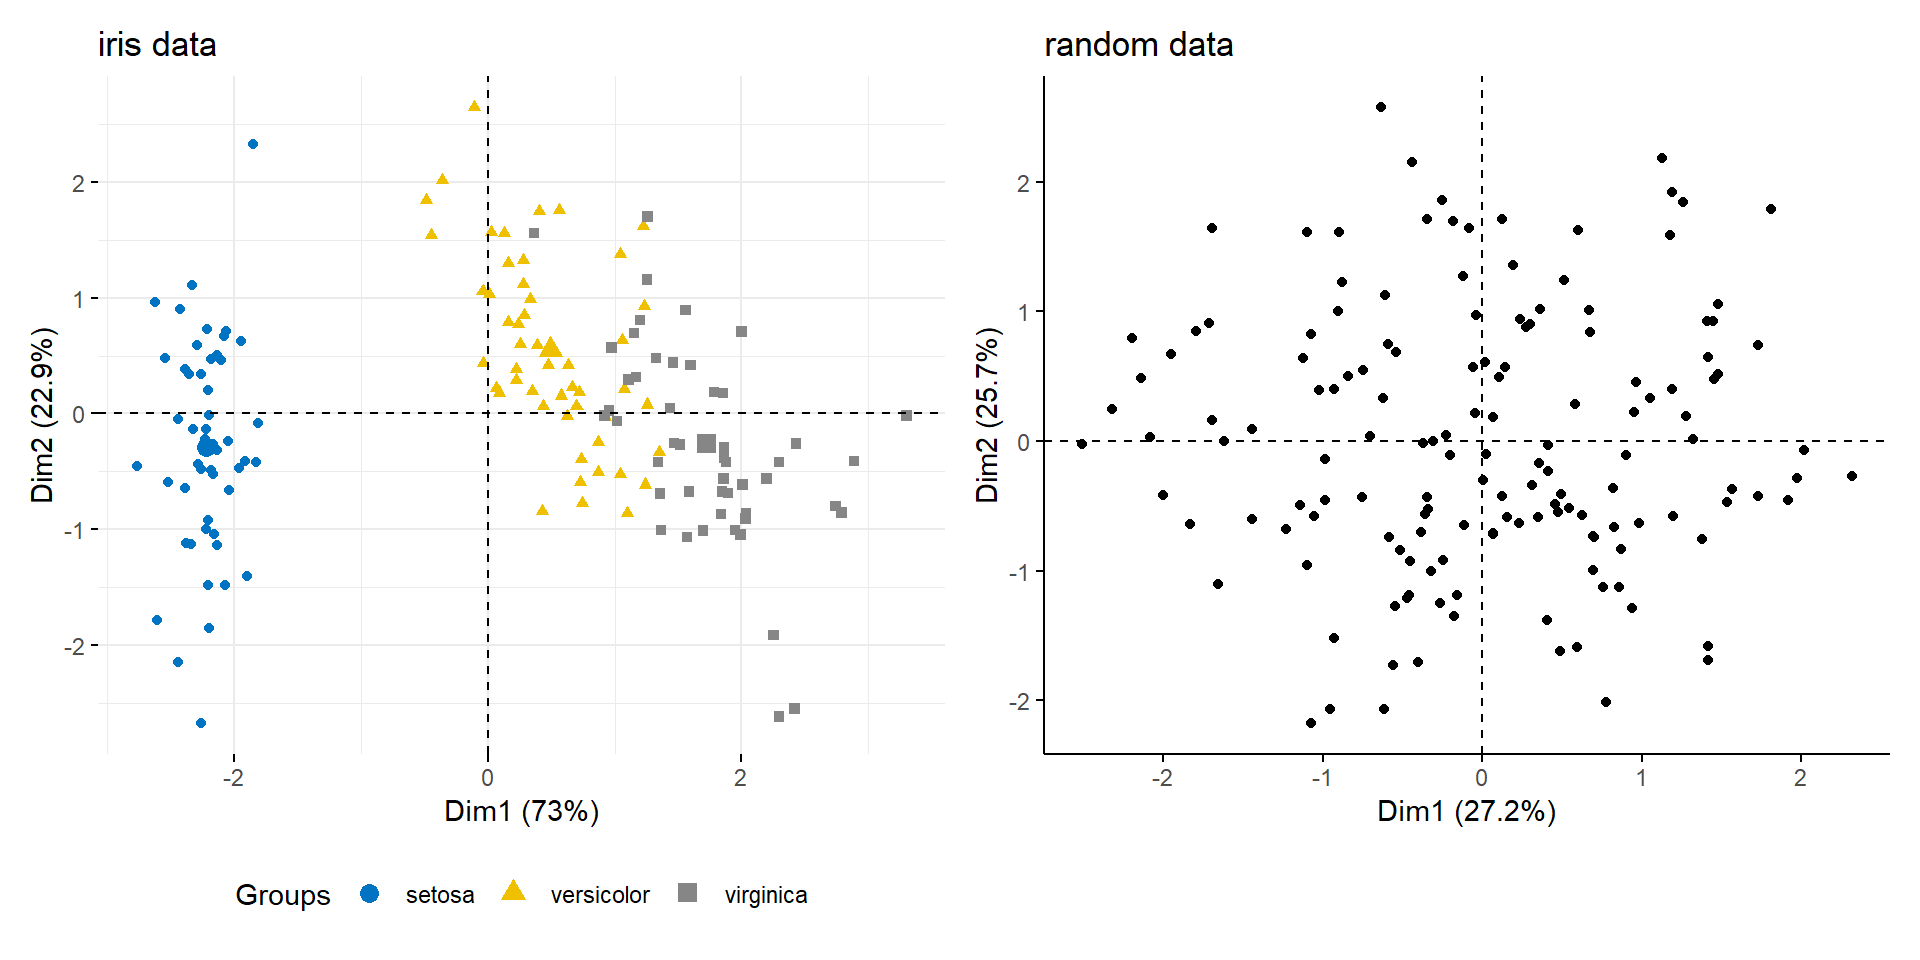 iris data
Dim2 (22.9%)
2
1
0
-1
-2
-2
0
2
Dim1 (73%)
Groups setosa versicolor virginica
random data
Dim2 (25.7%)
2
1
0
-1
-2
-2
-1
0
1
2
Dim1 (27.2%)